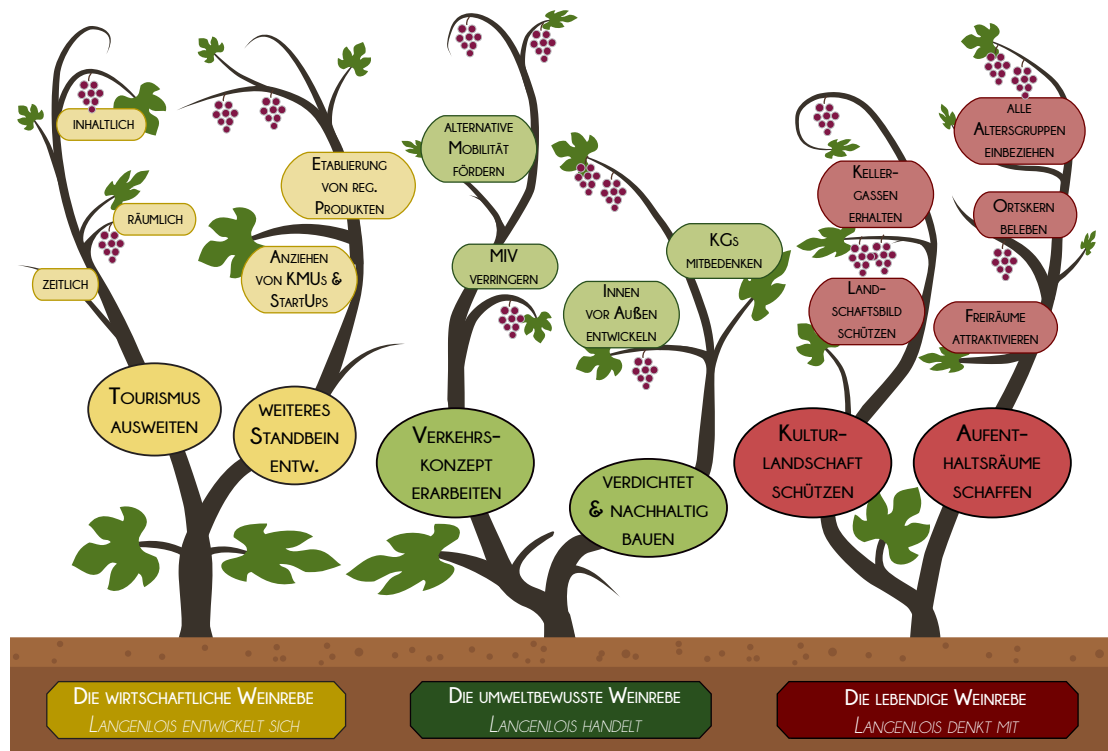 inhaltlich
räumlich
zeitlich
Tourismus
ausweiten
Etablierung
von reg.
Produkten
Anziehen
von KMUs &
StartUps
weiteres
Standbein
entw.
alternative
Mobilität
fördern
MIV
verringern
Verkehrs-
konzept
erarbeiten
KGs
mitbedenken
Innen
vor Außen
entwickeln
verdichtet
& nachhaltig
bauen
Keller-
gassen
erhalten
Land-
schaftsbild
schützen
Kultur-
landschaft
schützen
alle
Altersgruppen
einbeziehen
Ortskern
beleben
Freiräume
attraktivieren
Aufent-
haltsräume
schaffen
Die wirtschaftliche Weinrebe
Langenlois entwickelt sich
Die umweltbewusste Weinrebe
Langenlois handelt
Die lebendige Weinrebe
Langenlois denkt mit